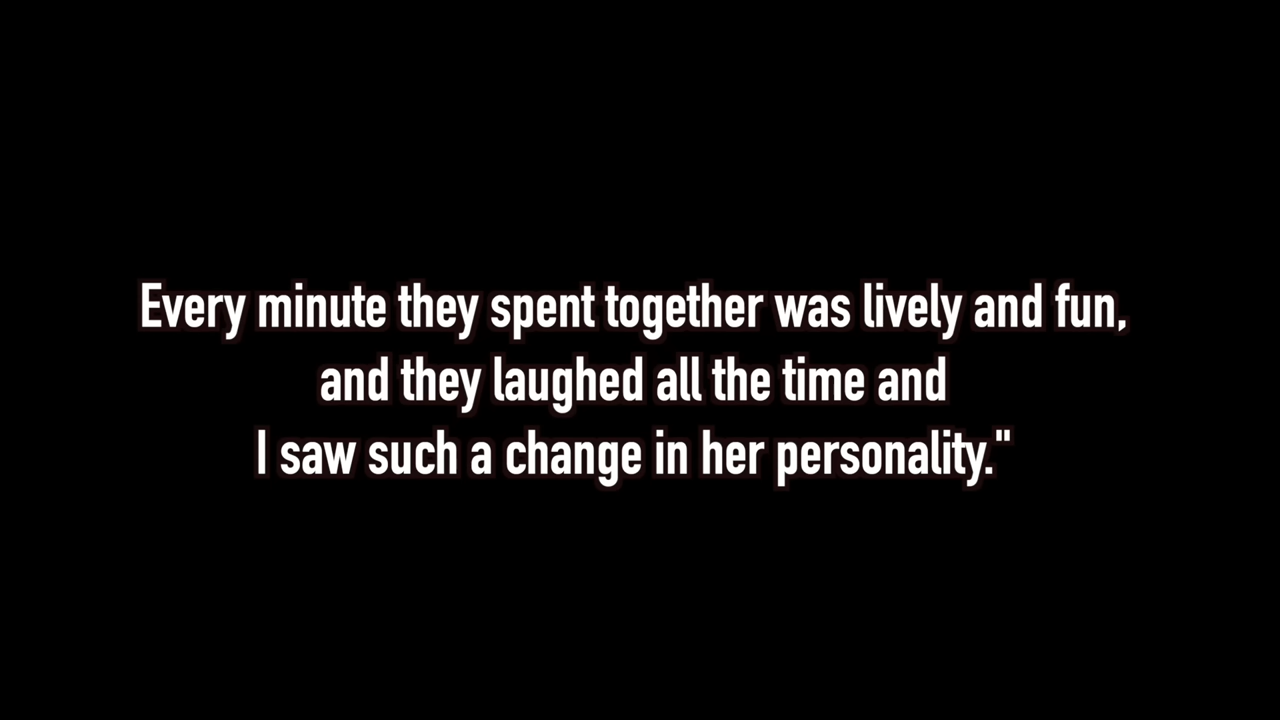 Every minute they spent together was lively and fun,
and they laughed all the time and
I saw such a change in her personality."